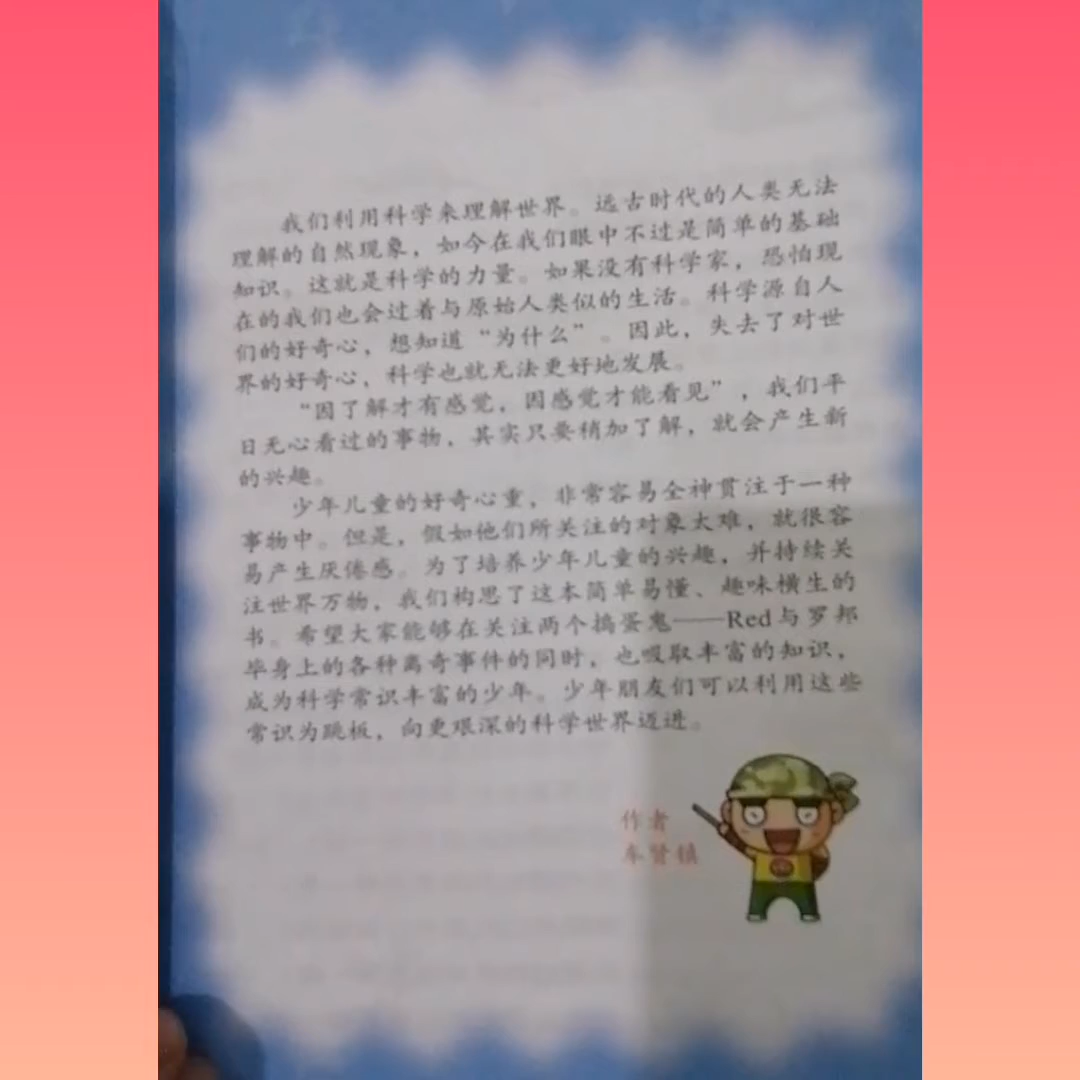 我们利用科学来理解世界。远古时代的人类无法
理解的自然现象，如今在我们眼中不过是简单的基础
知识。这就是科学的力量。如果没有科学家，恐怕现
在的我们也会过着与原始人类似的生活。科学源自人
们的好奇心，想知道“为什么”。因此，失去了对世
界的好奇心，科学也就无法更好地发展。
“因了解才有感觉，因感觉才能看见”，我们平
日无心看过的事物，其实只要稍加了解，就会产生新
的兴趣。
少年儿童的好奇心重，非常容易全神贯注于一种
事物中。但是，假如他们所关注的对象太难，就很容
易产生厌倦感。为了培养少年儿童的兴趣，并持续关
注世界万物，我们构思了这本简单易懂、趣味横生的
书。希望大家能够在关注两个捣蛋鬼——Red与罗邦
毕身上的各种离奇事件的同时，也吸取丰富的知识，
成为科学常识丰富的少年。少年朋友们可以利用这些
常识为跳板，向更艰深的科学世界迈进。
作者
车贤镇